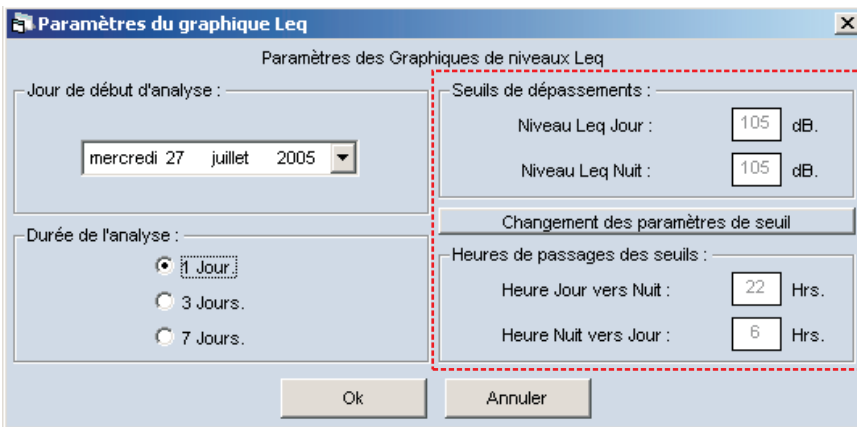 Paramètres du graphique Leq
Paramètres des Graphiques de niveaux Leq
Jour de début d'analyse :
mercredi 27 juillet 2005
Durée de l'analyse :
1 Jour.
3 Jours.
7 Jours.
Seuils de dépassements :
Niveau Leq Jour : 105 dB.
Niveau Leq Nuit : 105 dB.
Changement des paramètres de seuil
Heures de passages des seuils :
Heure Jour vers Nuit : 22 Hrs.
Heure Nuit vers Jour : 6 Hrs.
Ok Annuler